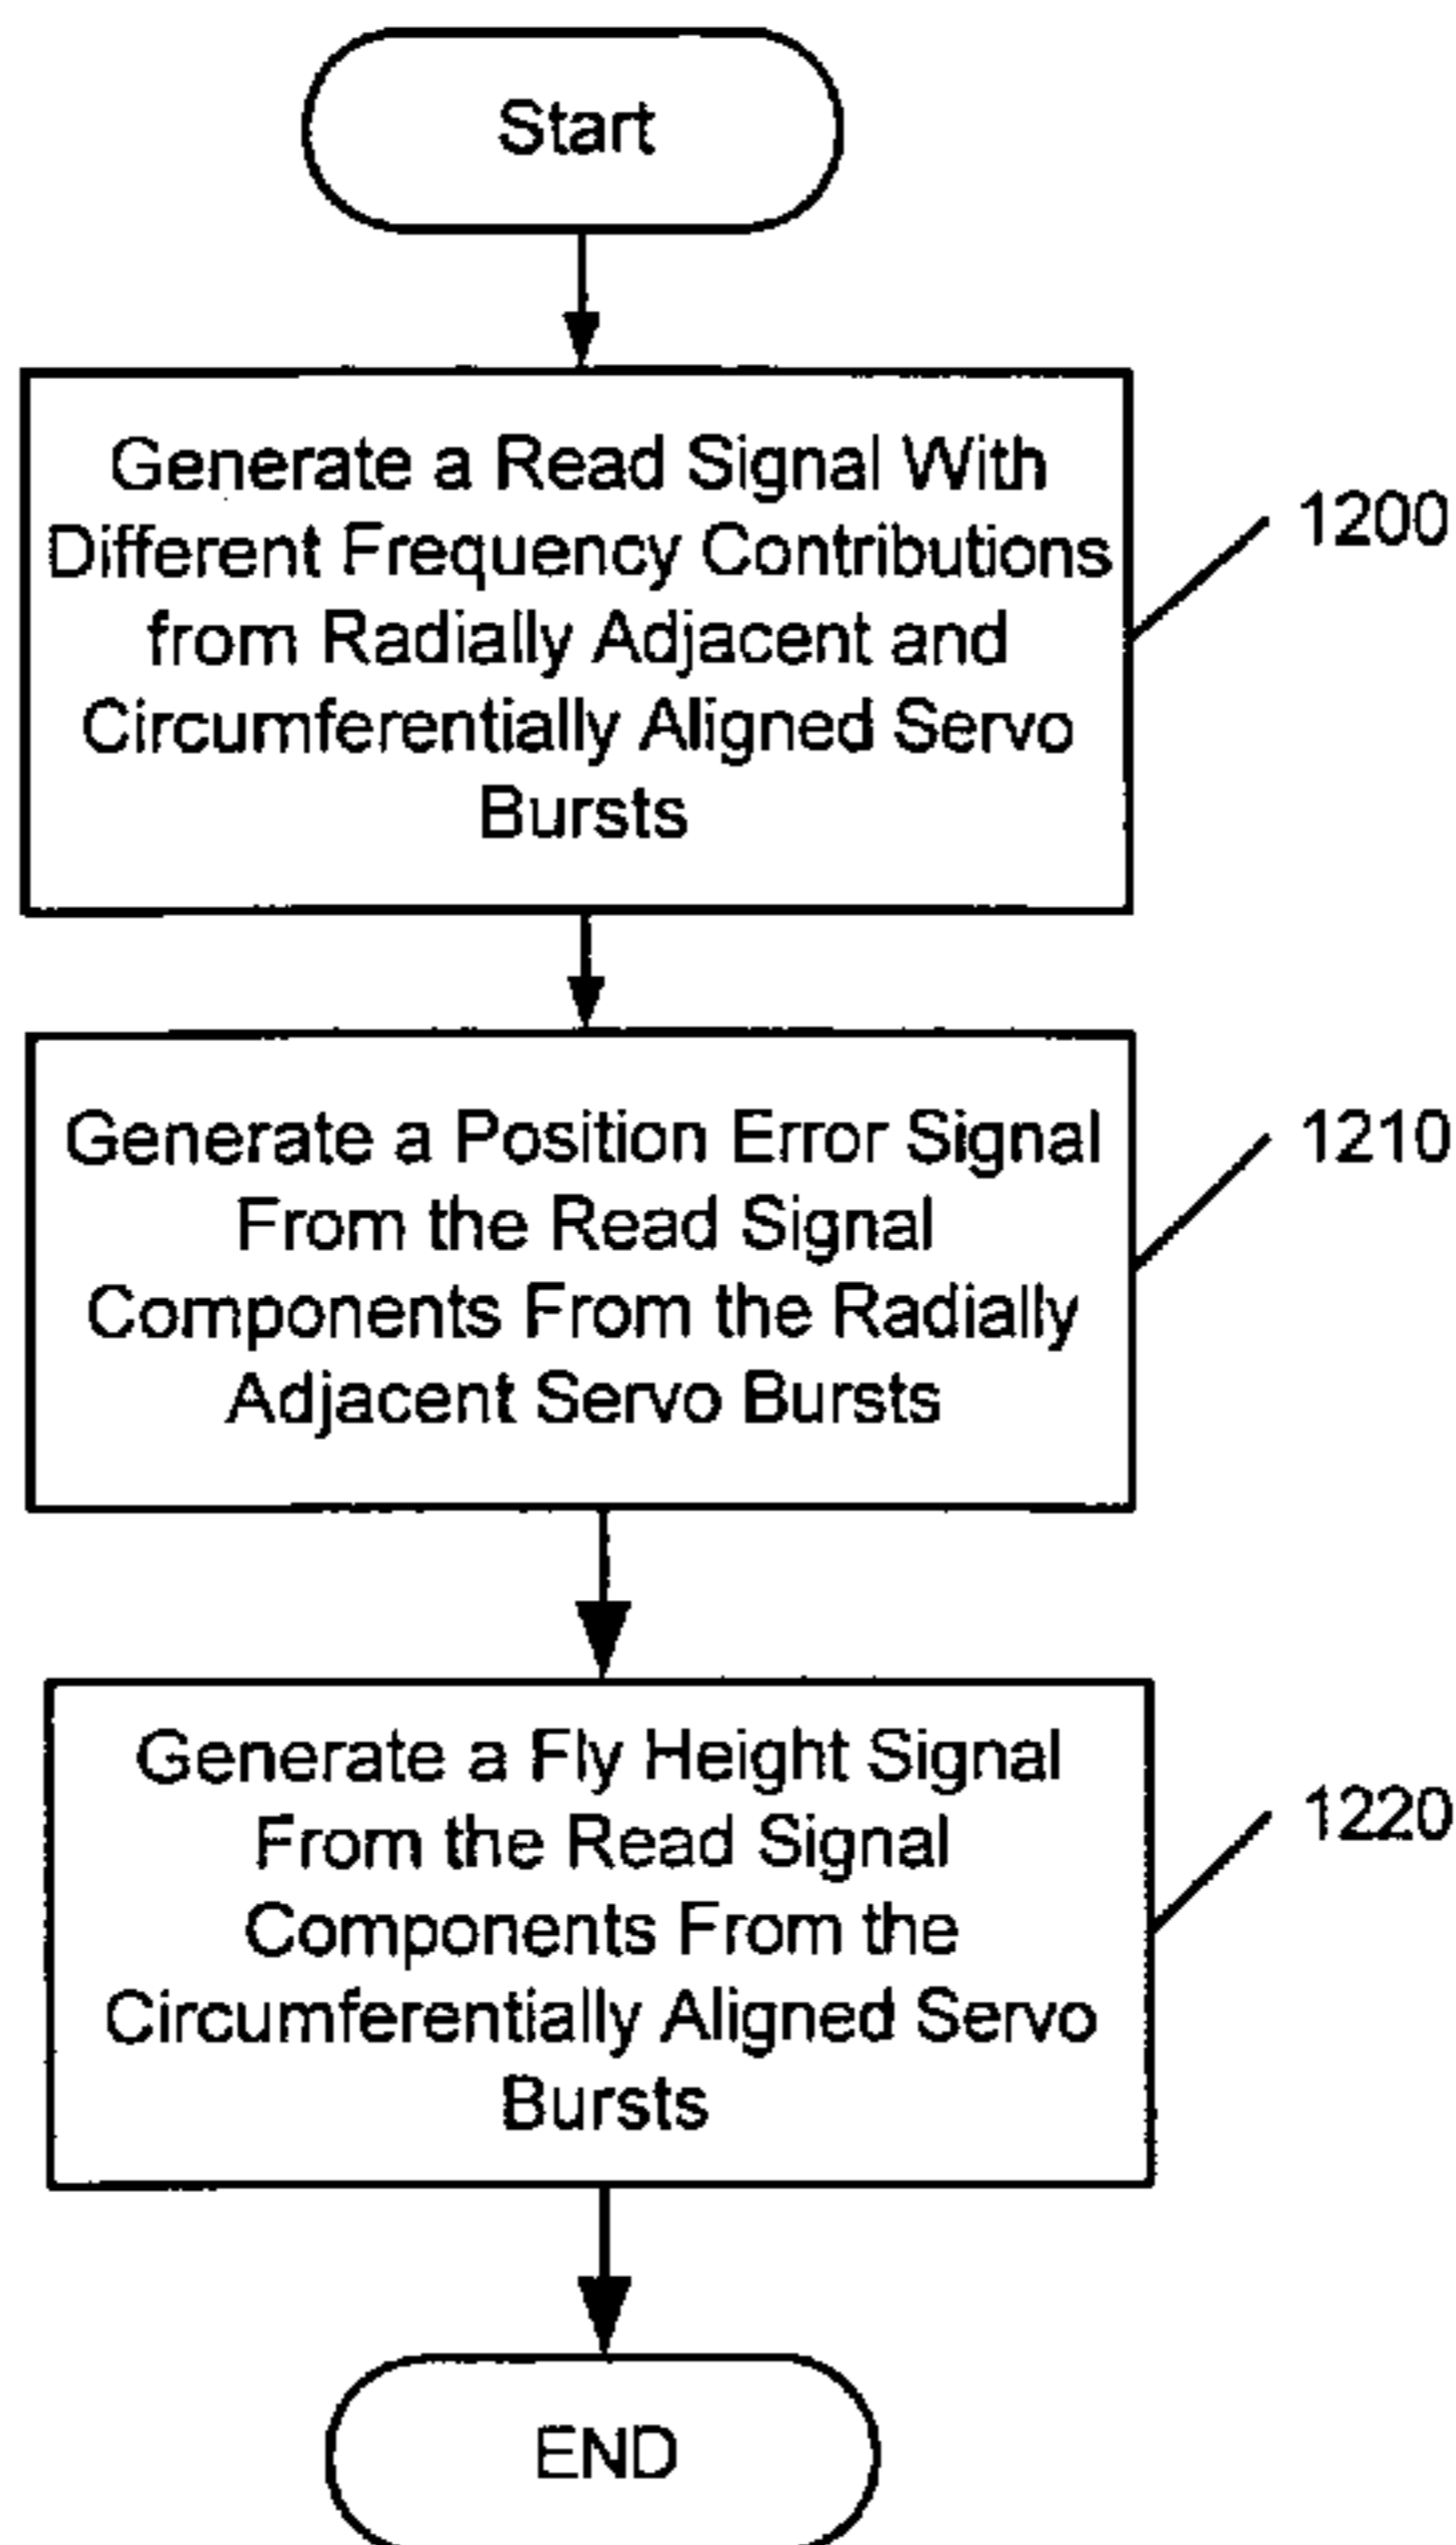 Start
Generate a Read Signal With
Different Frequency Contributions
from Radially Adjacent and
Circumferentially Aligned Servo
Bursts
1200
Generate a Position Error Signal
From the Read Signal
Components From the Radially
Adjacent Servo Bursts
1210
Generate a Fly Height Signal
From the Read Signal
Components From the
Circumferentially Aligned Servo
Bursts
1220
END